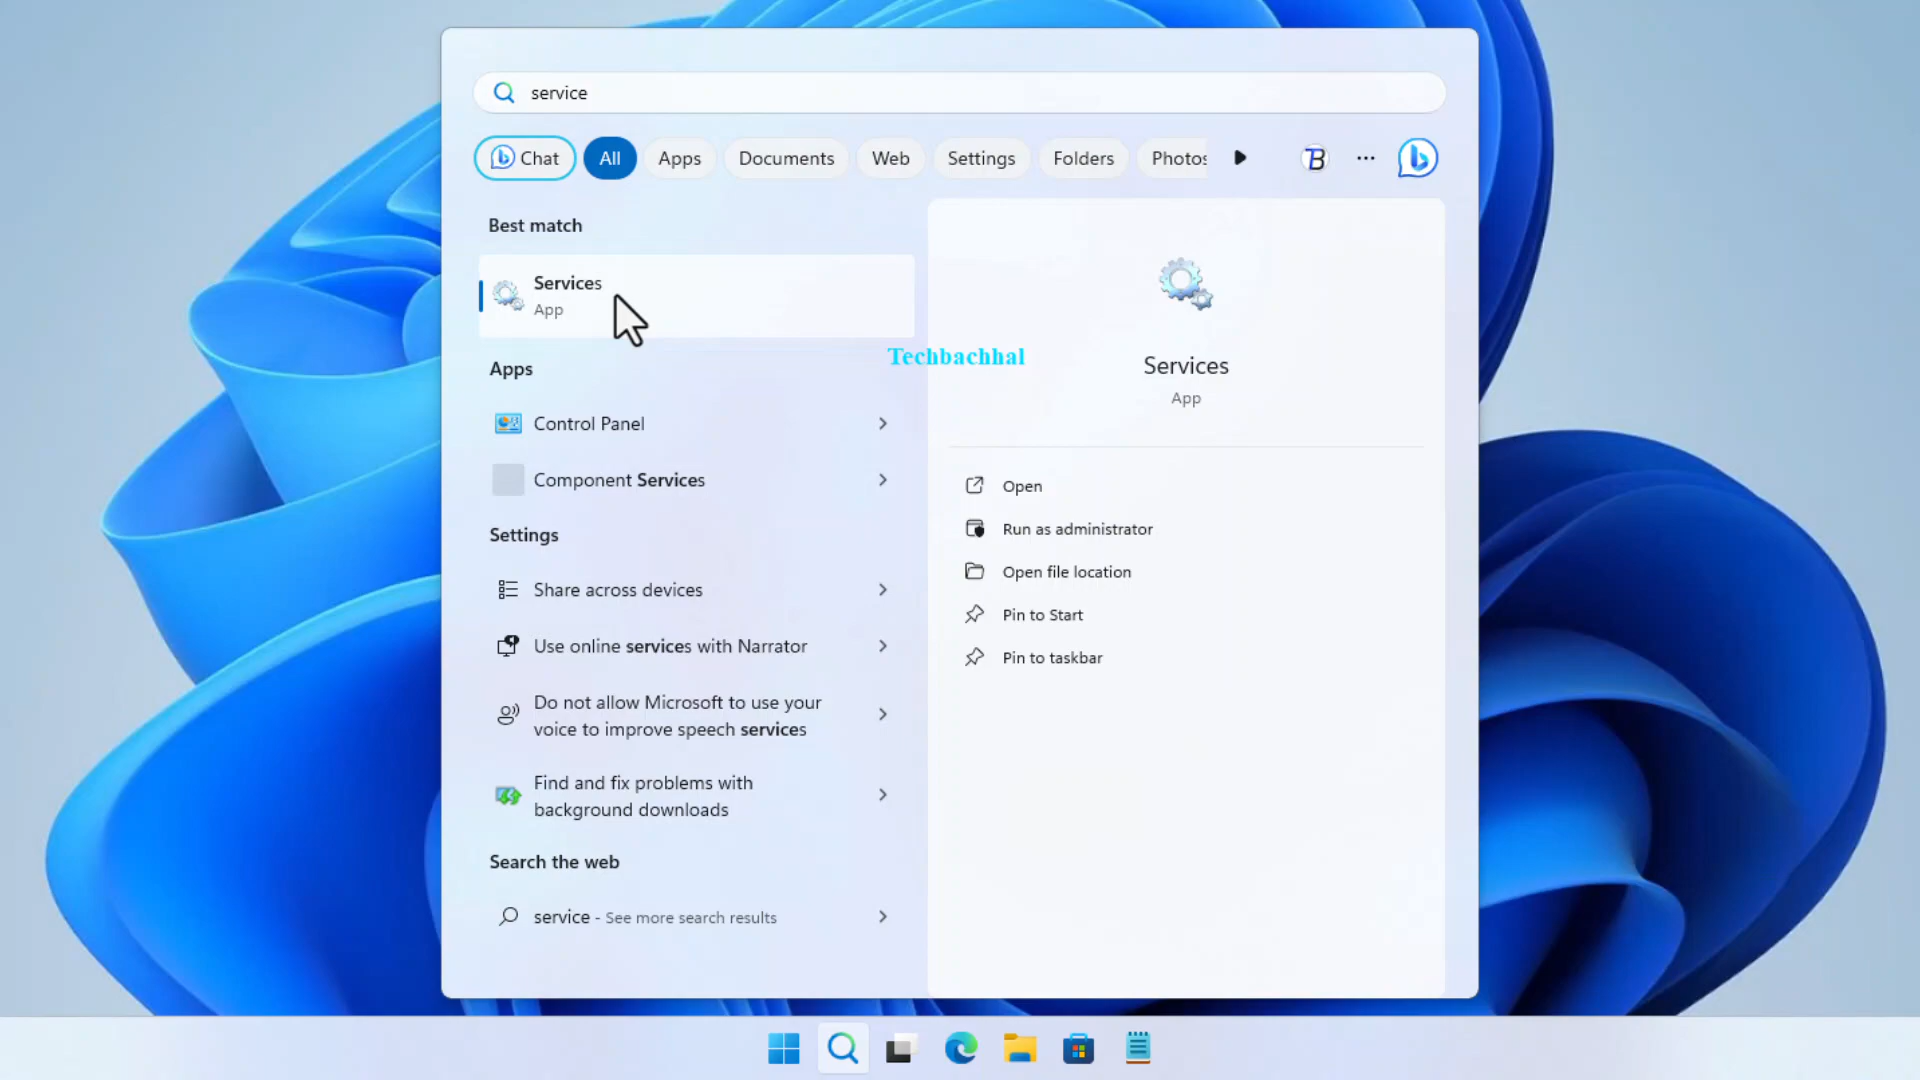 service
Chat
All
Apps
Documents
Web
Settings
Folders
Photos
B
Best match
Services
App
Techbachhal
Services
App
Apps
Control Panel
Component Services
Settings
Share across devices
Use online services with Narrator
Do not allow Microsoft to use your
voice to improve speech services
Find and fix problems with
background downloads
Search the web
service - See more search results
Open
Run as administrator
Open file location
Pin to Start
Pin to taskbar